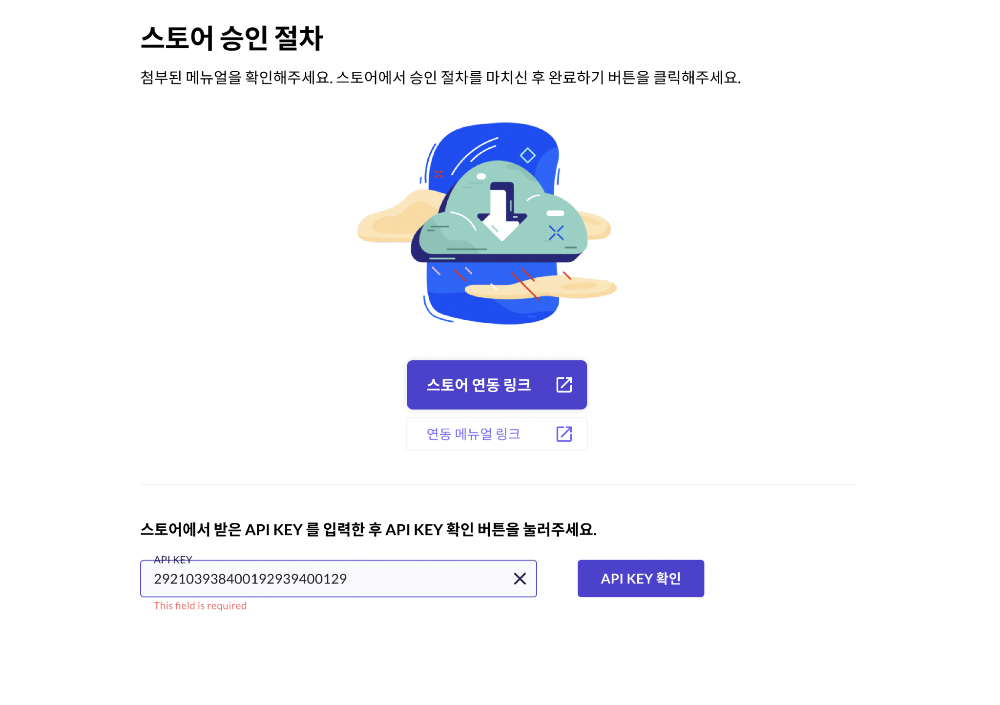 스토어 승인 절차
첨부된 메뉴얼을 확인해주세요. 스토어에서 승인 절차를 마치신 후 완료하기 버튼을 클릭해주세요.
스토어 연동 링크
연동 메뉴얼 링크
스토어에서 받은 API KEY 를 입력한 후 API KEY 확인 버튼을 눌러주세요.
API KEY
292103938400192939400129
API KEY 확인
This field is required